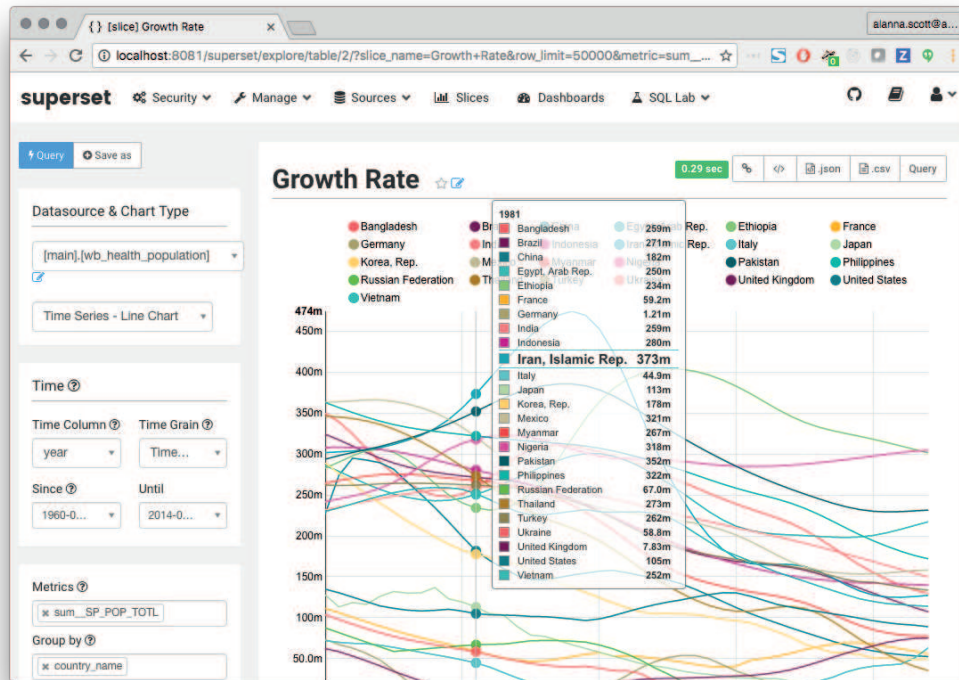 { } [slice] Growth Rate ×
alanna.scott@a...
localhost:8081/superset/explore/table/2/?slice_name=Growth+Rate&row_limit=50000&metric=sum__...
superset Security Manage Sources Slices Dashboards SQL Lab
Query Save as
Datasource & Chart Type
[main].[wb_health_population]
Time Series - Line Chart
Time
Time Column Time Grain
year Time...
Since Until
1960-0... 2014-0...
Metrics
× sum__SP_POP_TOTL
Group by
× country_name
Growth Rate
0.29 sec </> .json .csv Query
Bangladesh Ethiopia France
Germany Indonesia Italy Japan
Korea, Rep. Myanmar Pakistan Philippines
Russian Federation Turkey United Kingdom United States
Vietnam
474m
450m
400m
350m
300m
250m
200m
150m
100m
50.0m
1981
Bangladesh 259m
Brazil 271m
China 182m
Egypt, Arab Rep. 250m
Ethiopia 234m
France 59.2m
Germany 1.21m
India 259m
Indonesia 280m
Iran, Islamic Rep. 373m
Italy 44.9m
Japan 113m
Korea, Rep. 178m
Mexico 321m
Myanmar 267m
Nigeria 318m
Pakistan 352m
Philippines 322m
Russian Federation 67.0m
Thailand 273m
Turkey 262m
Ukraine 58.8m
United Kingdom 7.83m
United States 105m
Vietnam 252m